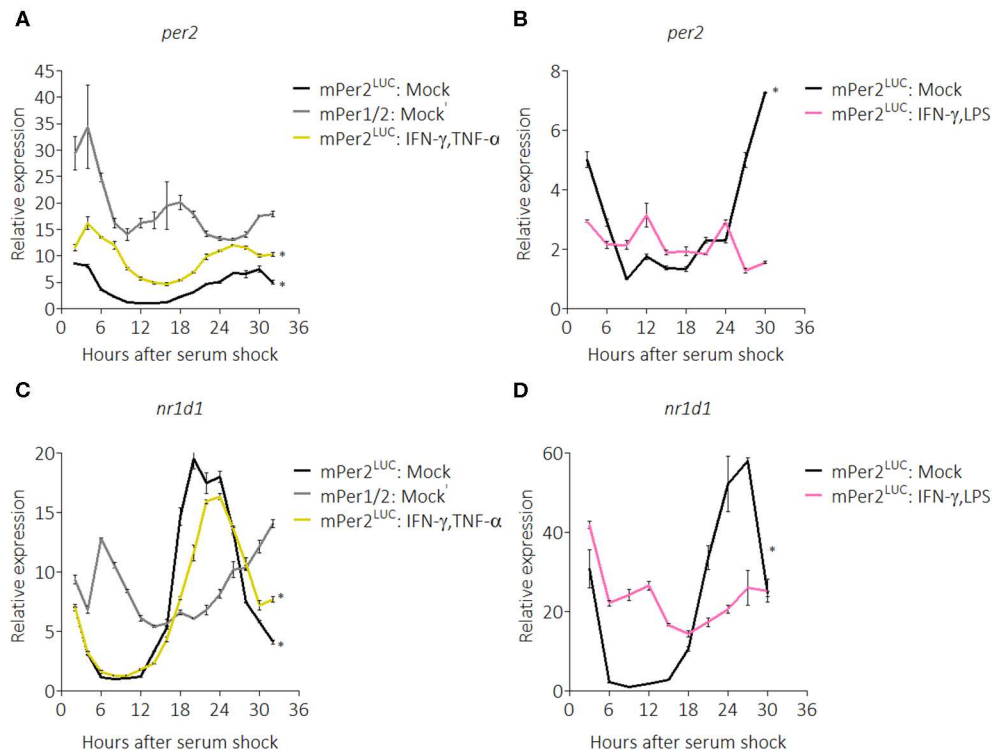 A
per2
Relative expression
45
40
35
30
25
20
15
10
5
0
0 6 12 18 24 30 36
Hours after serum shock
mPer2LUC: Mock
mPer1/2: Mock'
mPer2LUC: IFN-γ,TNF-α
*
*
B
per2
Relative expression
8
6
4
2
0
0 6 12 18 24 30 36
Hours after serum shock
mPer2LUC: Mock
mPer2LUC: IFN-γ,LPS
*
C
nr1d1
Relative expression
20
15
10
5
0
0 6 12 18 24 30 36
Hours after serum shock
mPer2LUC: Mock
mPer1/2: Mock'
mPer2LUC: IFN-γ,TNF-α
*
*
D
nr1d1
Relative expression
60
40
20
0
0 6 12 18 24 30 36
Hours after serum shock
mPer2LUC: Mock
mPer2LUC: IFN-γ,LPS
*